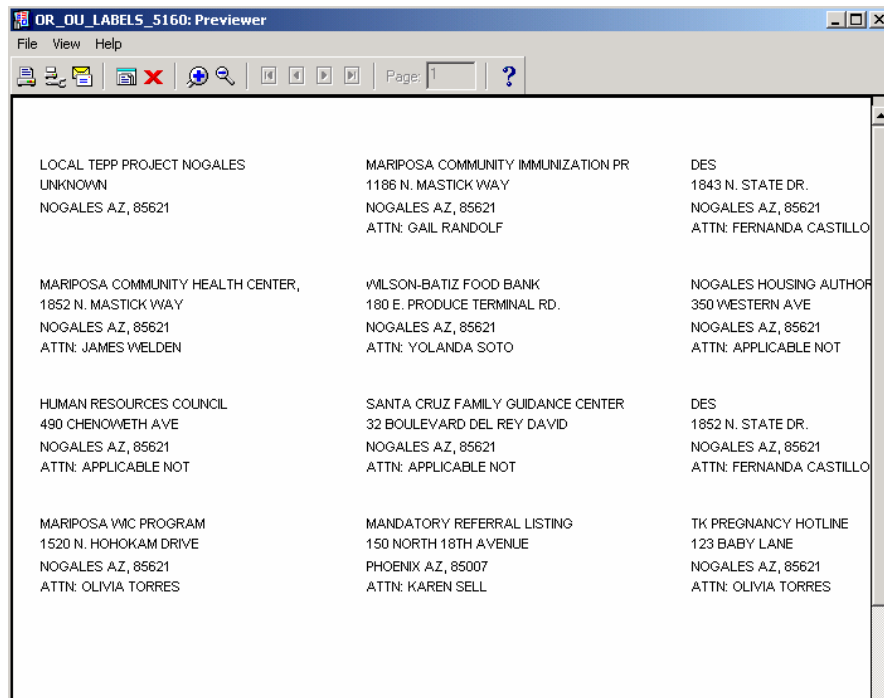 OR_OU_LABELS_5160: Previewer
File View Help
Page: 1 ?
LOCAL TEPP PROJECT NOGALES
UNKNOWN
NOGALES AZ, 85621
MARIPOSA COMMUNITY IMMUNIZATION PR
1186 N. MASTICK WAY
NOGALES AZ, 85621
ATTN: GAIL RANDOLF
DES
1843 N. STATE DR.
NOGALES AZ, 85621
ATTN: FERNANDA CASTILLO
MARIPOSA COMMUNITY HEALTH CENTER,
1852 N. MASTICK WAY
NOGALES AZ, 85621
ATTN: JAMES WELDEN
WILSON-BATIZ FOOD BANK
180 E. PRODUCE TERMINAL RD.
NOGALES AZ, 85621
ATTN: YOLANDA SOTO
NOGALES HOUSING AUTHOR
350 WESTERN AVE
NOGALES AZ, 85621
ATTN: APPLICABLE NOT
HUMAN RESOURCES COUNCIL
490 CHENOWETH AVE
NOGALES AZ, 85621
ATTN: APPLICABLE NOT
SANTA CRUZ FAMILY GUIDANCE CENTER
32 BOULEVARD DEL REY DAVID
NOGALES AZ, 85621
ATTN: APPLICABLE NOT
DES
1852 N. STATE DR.
NOGALES AZ, 85621
ATTN: FERNANDA CASTILLO
MARIPOSA WIC PROGRAM
1520 N. HOHOKAM DRIVE
NOGALES AZ, 85621
ATTN: OLIVIA TORRES
MANDATORY REFERRAL LISTING
150 NORTH 18TH AVENUE
PHOENIX AZ, 85007
ATTN: KAREN SELL
TK PREGNANCY HOTLINE
123 BABY LANE
NOGALES AZ, 85621
ATTN: OLIVIA TORRES